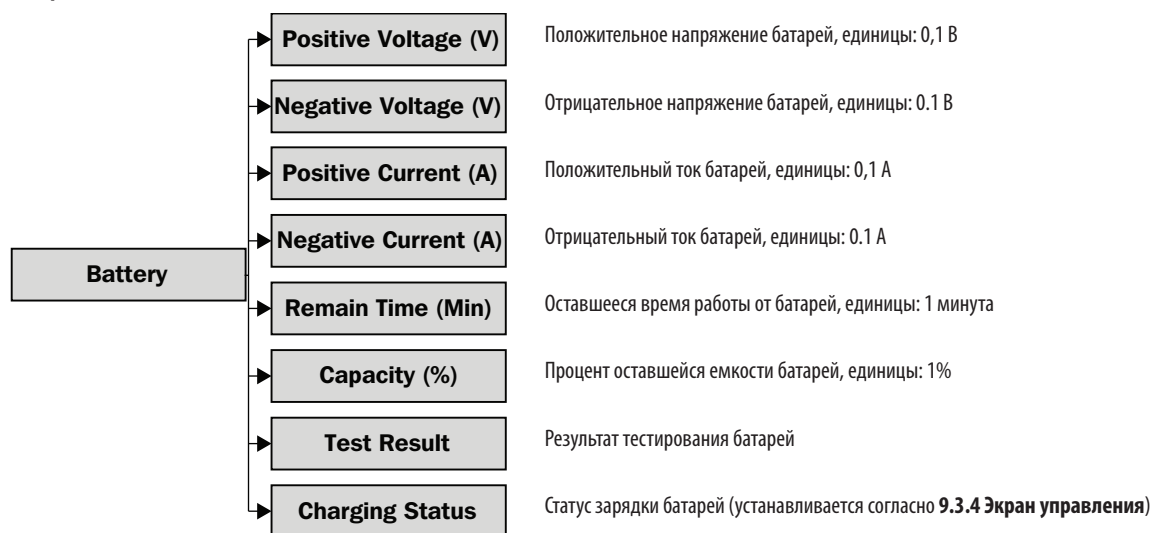 Positive Voltage (V) Положительное напряжение батарей, единицы: 0,1 В
Negative Voltage (V) Отрицательное напряжение батарей, единицы: 0.1 В
Positive Current (A) Положительный ток батарей, единицы: 0,1 А
Negative Current (A) Отрицательный ток батарей, единицы: 0.1 А
Battery
Remain Time (Min) Оставшееся время работы от батарей, единицы: 1 минута
Capacity (%) Процент оставшейся емкости батарей, единицы: 1%
Test Result Результат тестирования батарей
Charging Status Статус зарядки батарей (устанавливается согласно 9.3.4 Экран управления)